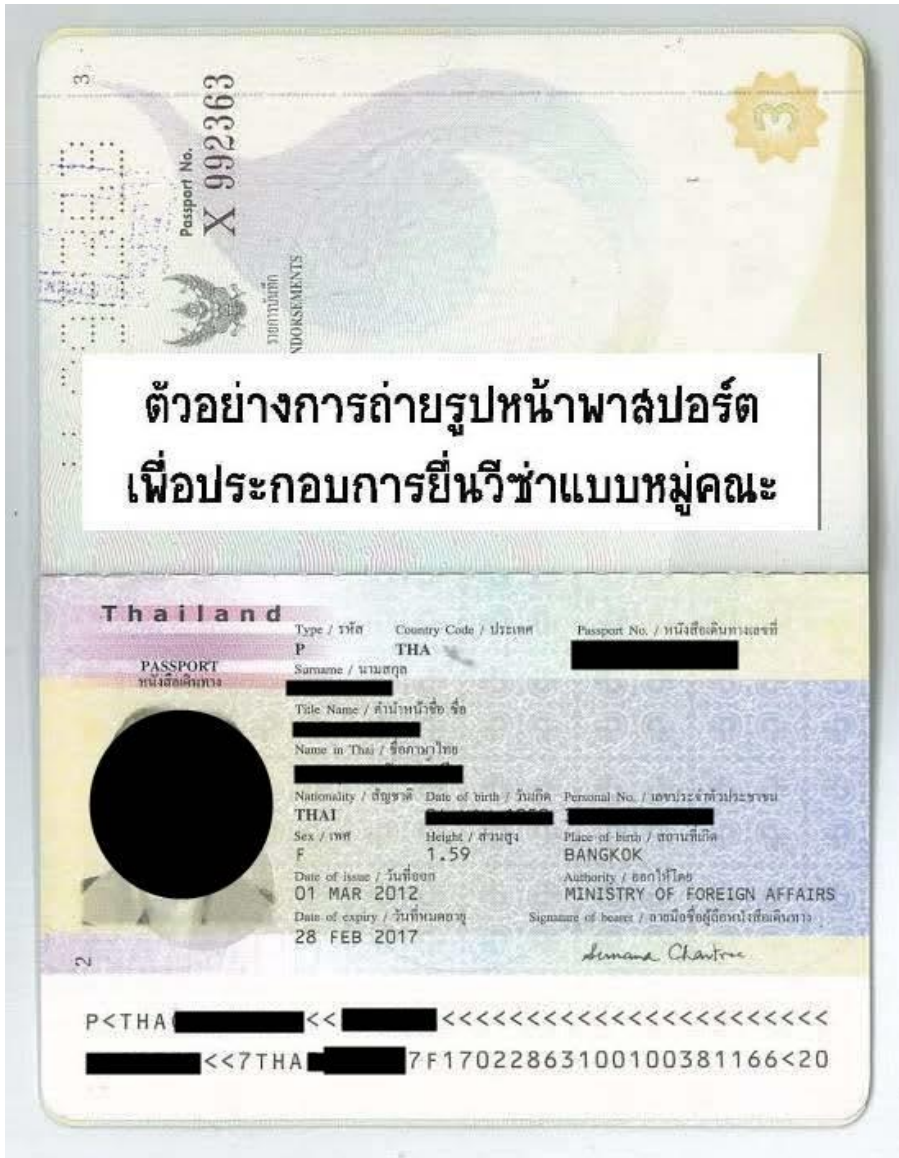 3
Passport No.
X 992363
รายการบันทึก
ENDORSEMENTS
3
ตัวอย่างการถ่ายรูปหน้าพาสปอร์ต
เพื่อประกอบการยื่นวีซ่าแบบหมู่คณะ
Thailand
PASSPORT
หนังสือเดินทาง
Type / รหัส Country Code / ประเทศ Passport No. / หนังสือเดินทางเลขที่
P THA
Surname / นามสกุล
Title Name / คำนำหน้าชื่อ ชื่อ
Name in Thai / ชื่อภาษาไทย
Nationality / สัญชาติ Date of birth / วันเกิด Personal No. / เลขประจำตัวประชาชน
THAI
Sex / เพศ Height / ส่วนสูง Place of birth / สถานที่เกิด
F 1.59 BANGKOK
Date of issue / วันที่ออก Authority / ออกให้โดย
01 MAR 2012 MINISTRY OF FOREIGN AFFAIRS
Date of expiry / วันที่หมดอายุ Signature of bearer / ลายมือชื่อผู้ถือหนังสือเดินทาง
28 FEB 2017
2
P<THA << <<<<<<<<<<<<<<<<<<<<<<<
<<7THA 7F1702286310010038 1166<20